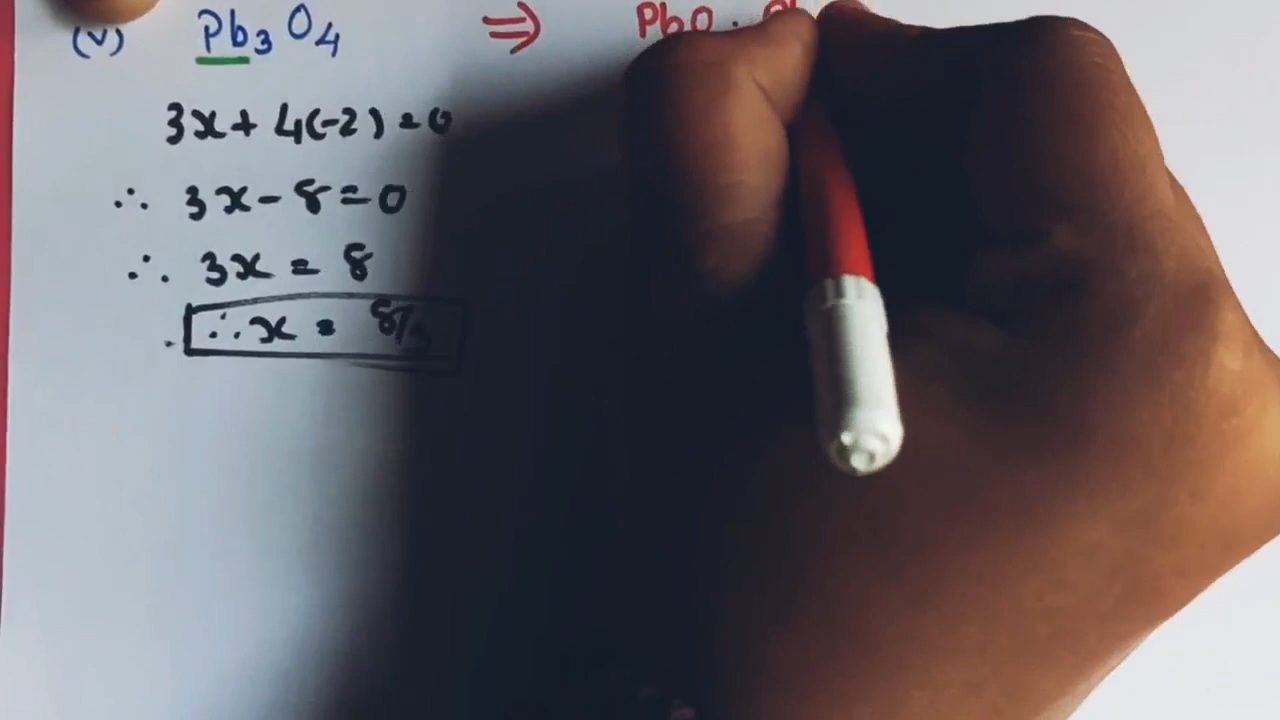 (v) Pb₃O₄ ⇒ PbO.
3x + 4(-2) = 0
∴ 3x - 8 = 0
∴ 3x = 8
∴ x = 8/3